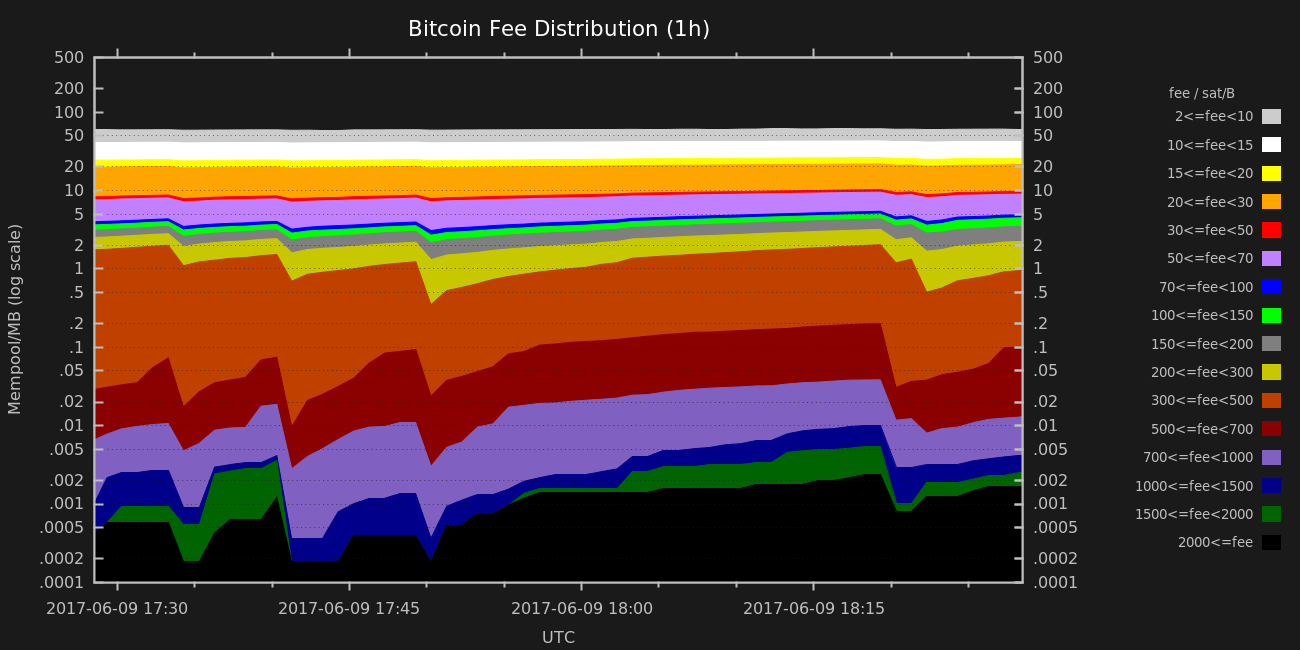 Bitcoin Fee Distribution (1h)
500
200
100
50
20
10
5
2
1
.5
.2
.1
.05
.02
.01
.005
.002
.001
.0005
.0002
.0001
Mempool/MB (log scale)
500
200
100
50
20
10
5
2
1
.5
.2
.1
.05
.02
.01
.005
.002
.001
.0005
.0002
.0001
2017-06-09 17:30 2017-06-09 17:45 2017-06-09 18:00 2017-06-09 18:15
UTC
fee / sat/B
2<=fee<10
10<=fee<15
15<=fee<20
20<=fee<30
30<=fee<50
50<=fee<70
70<=fee<100
100<=fee<150
150<=fee<200
200<=fee<300
300<=fee<500
500<=fee<700
700<=fee<1000
1000<=fee<1500
1500<=fee<2000
2000<=fee